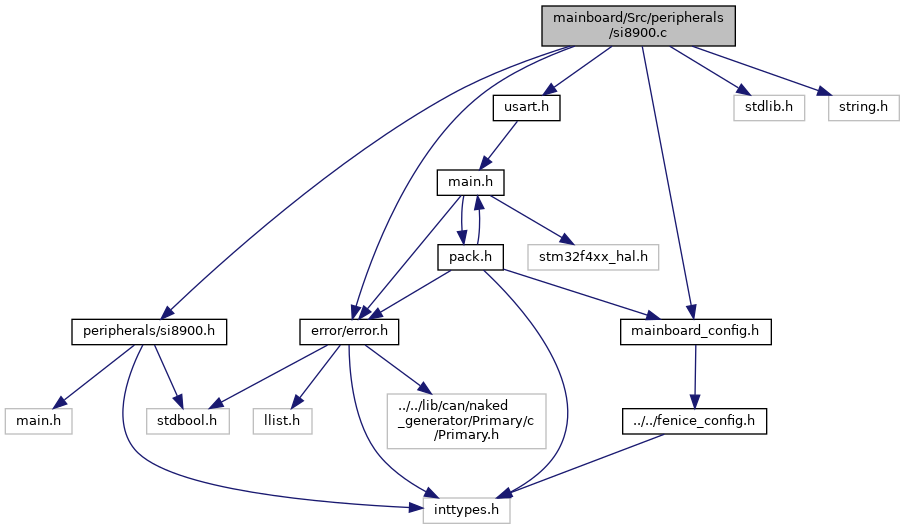 mainboard/Src/peripherals
/si8900.c
usart.h
stdlib.h
string.h
main.h
pack.h
stm32f4xx_hal.h
peripherals/si8900.h
error/error.h
mainboard_config.h
main.h
stdbool.h
llist.h
../../lib/can/naked
_generator/Primary/c
/Primary.h
../../fenice_config.h
inttypes.h